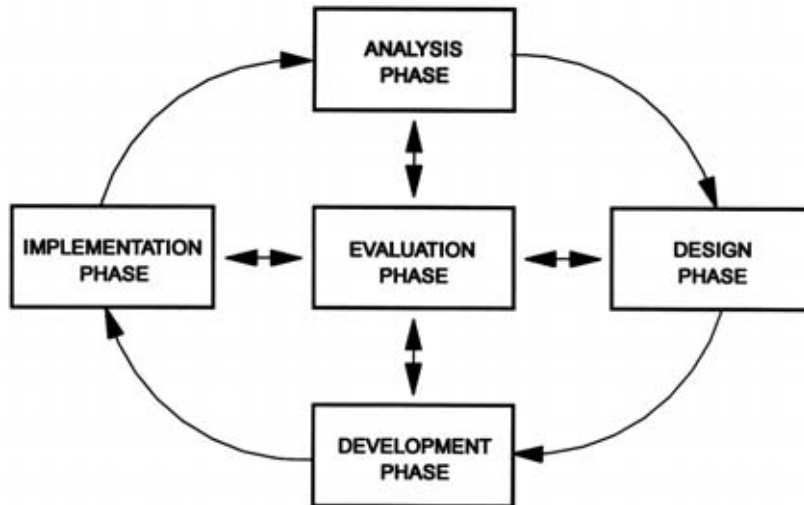 ANALYSIS
PHASE
IMPLEMENTATION
PHASE
EVALUATION
PHASE
DESIGN
PHASE
DEVELOPMENT
PHASE